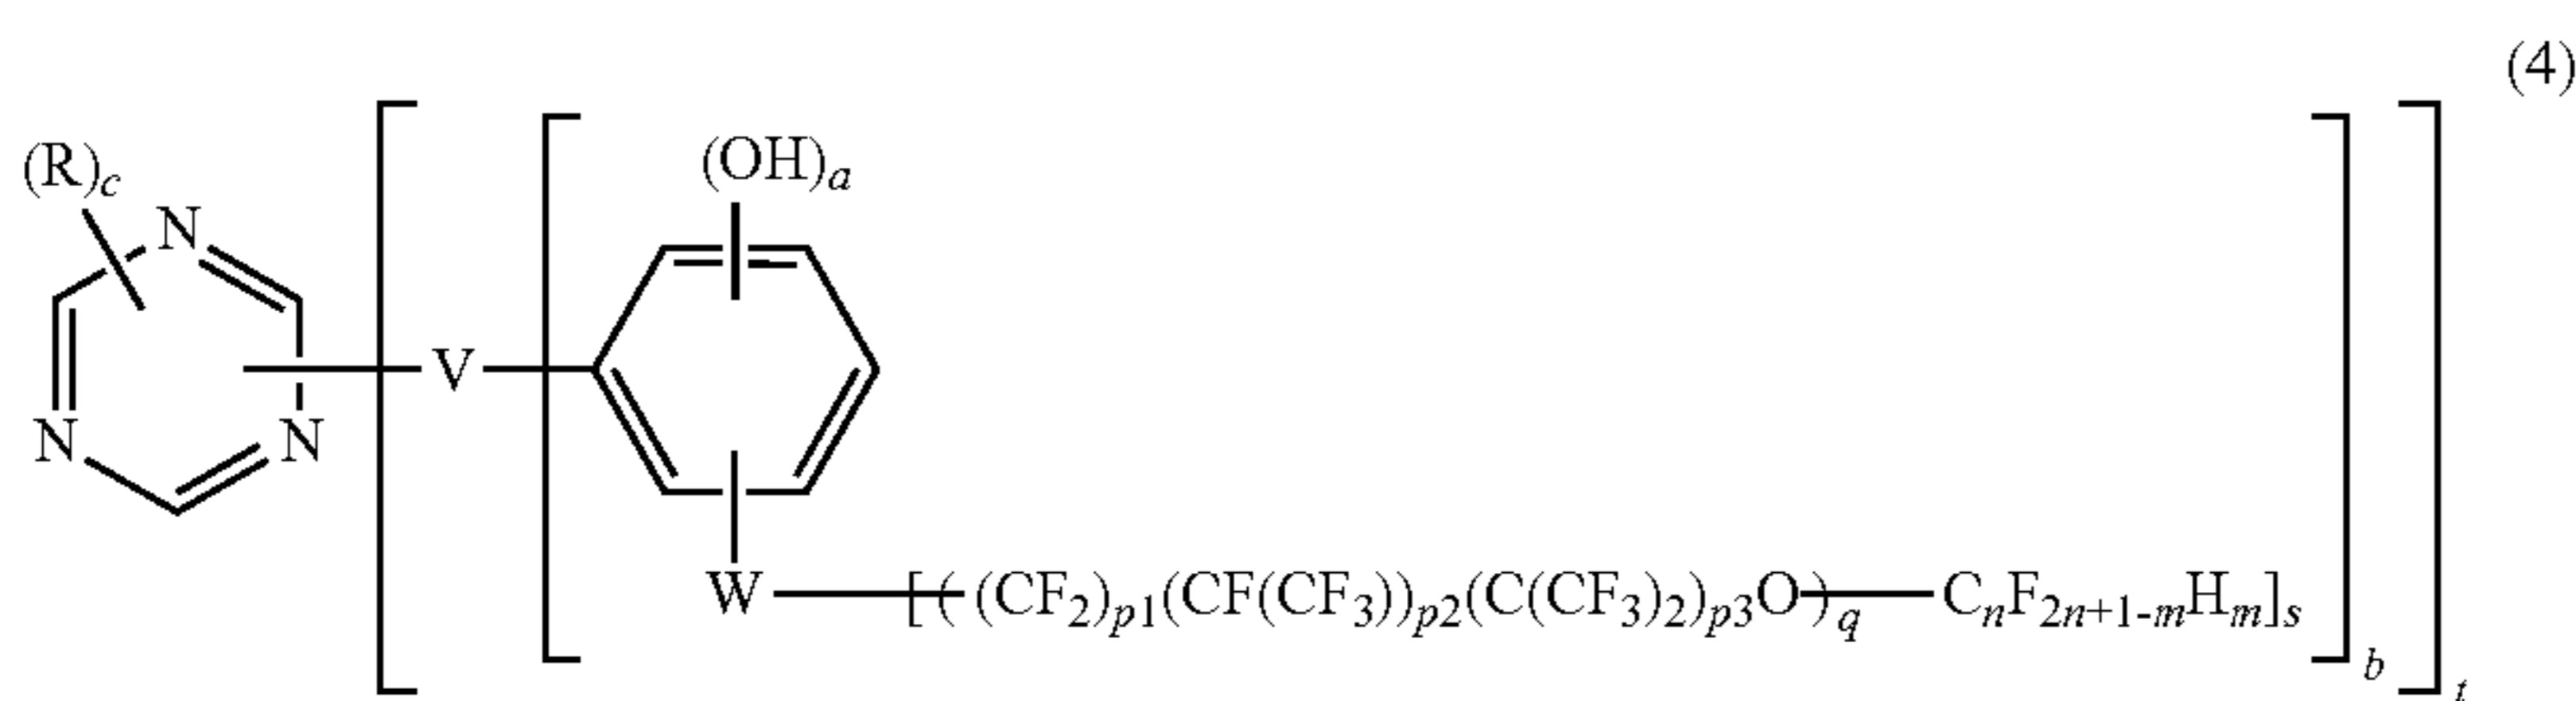 (4)
(R)c
(OH)a
N
V
N
N
W
[((CF2)p1(CF(CF3))p2(C(CF3)2)p3O)q
CnF2n+1-mHm]s
b
t